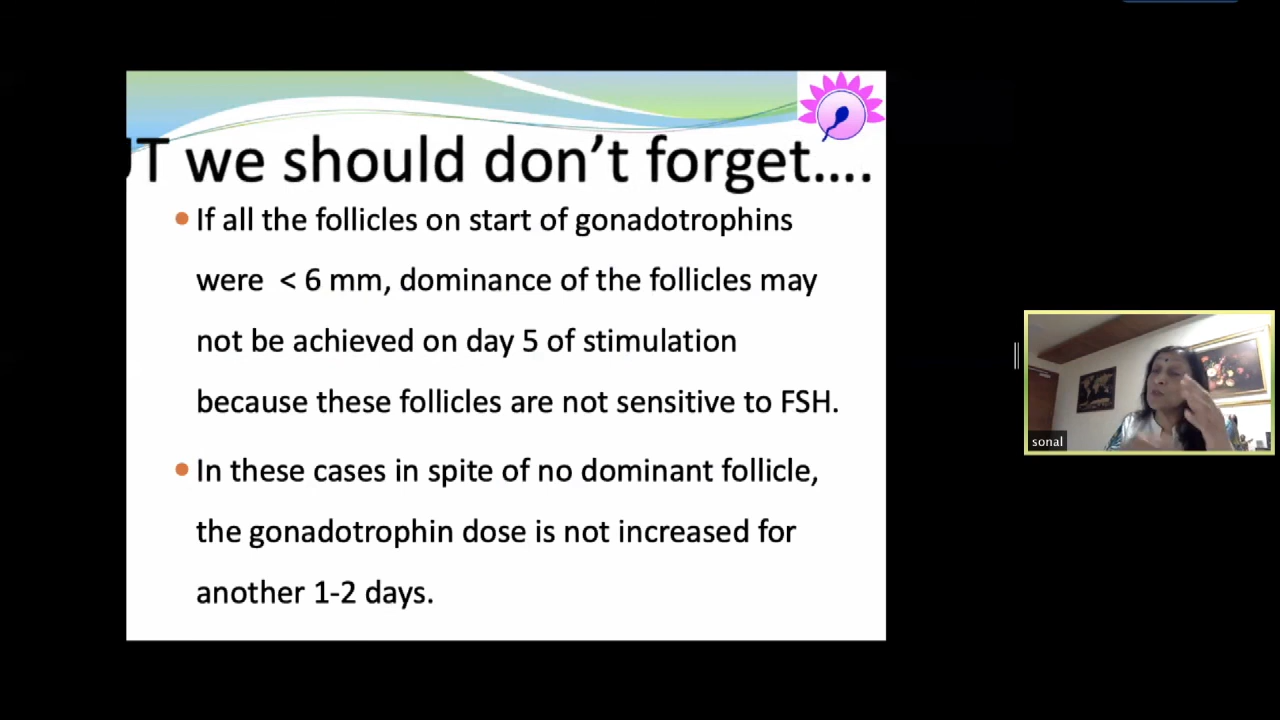 UT we should don’t forget....
If all the follicles on start of gonadotrophins
were < 6 mm, dominance of the follicles may
not be achieved on day 5 of stimulation
because these follicles are not sensitive to FSH.
In these cases in spite of no dominant follicle,
the gonadotrophin dose is not increased for
another 1-2 days.
sonal